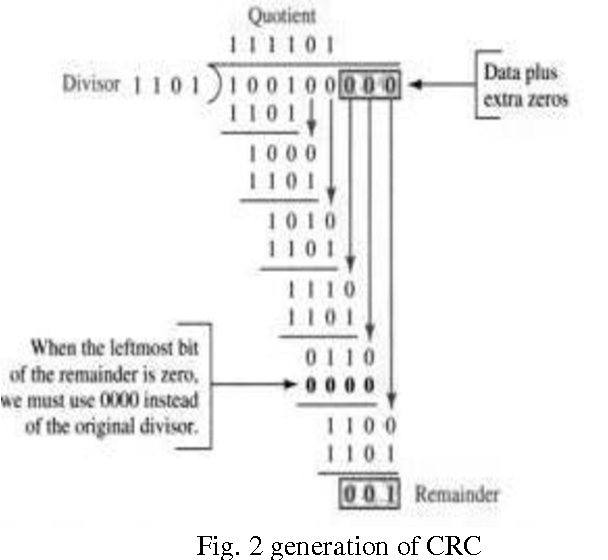 Quotient
1 1 1 1 0 1
Divisor 1 1 0 1 ) 1 0 0 1 0 0 0 0 0
Data plus
extra zeros
1 1 0 1
1 0 0 0
1 1 0 1
1 0 1 0
1 1 0 1
1 1 1 0
1 1 0 1
When the leftmost bit
of the remainder is zero,
we must use 0000 instead
of the original divisor.
0 1 1 0
0 0 0 0
1 1 0 0
1 1 0 1
0 0 1 Remainder
Fig. 2 generation of CRC